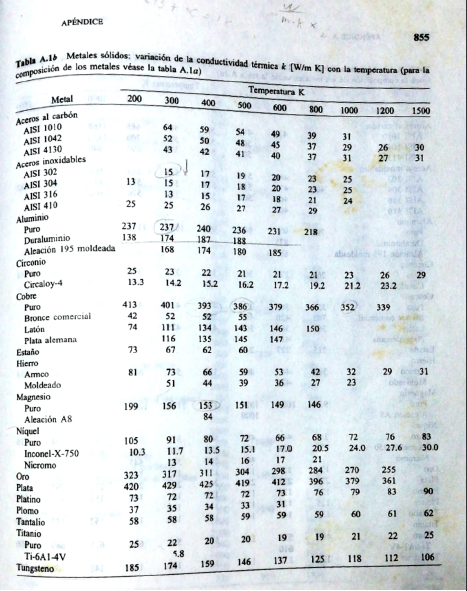 W
m·k
APÉNDICE
855
Tabla A.1b Metales sólidos: variación de la conductividad térmica k [W/m K] con la temperatura (para la
composición de los metales véase la tabla A.1a)
Temperatura K
Metal 200 300 400 500 600 800 1000 1200 1500
Aceros al carbón
AISI 1010 64 59 54 49 39 31
AISI 1042 52 50 48 45 37 29 26 30
AISI 4130 43 42 41 40 37 31 27 31
Aceros inoxidables
AISI 302 15 17 19 20 23 25
AISI 304 13 15 17 18 20 23 25
AISI 316 13 15 17 18 21 24
AISI 410 25 25 26 27 27 29
Aluminio
Puro 237 237 240 236 231 218
Duraluminio 138 174 187 188
Aleación 195 moldeada 168 174 180 185
Circonio
Puro 25 23 22 21 21 21 23 26 29
Circaloy-4 13.3 14.2 15.2 16.2 17.2 19.2 21.2 23.2
Cobre
Puro 413 401 393 386 379 366 352 339
Bronce comercial 42 52 52 55
Latón 74 111 134 143 146 150
Plata alemana 116 135 145 147
Estaño 73 67 62 60
Hierro
Armco 81 73 66 59 53 42 32 29 31
Moldeado 51 44 39 36 27 23
Magnesio
Puro 199 156 153 151 149 146
Aleación A8 84
Níquel
Puro 105 91 80 72 66 68 72 76 83
Inconel-X-750 10.3 11.7 13.5 15.1 17.0 20.5 24.0 27.6 30.0
Nicromo 13 14 16 17 21
Oro 323 317 311 304 298 284 270 255
Plata 420 429 425 419 412 396 379 361
Platino 73 72 72 72 73 76 79 83 90
Plomo 37 35 34 33 31
Tantalio 58 58 58 59 59 59 60 61 62
Titanio
Puro 25 22 20 20 19 19 21 22 25
Ti-6A1-4V 5.8
Tungsteno 185 174 159 146 137 125 118 112 106